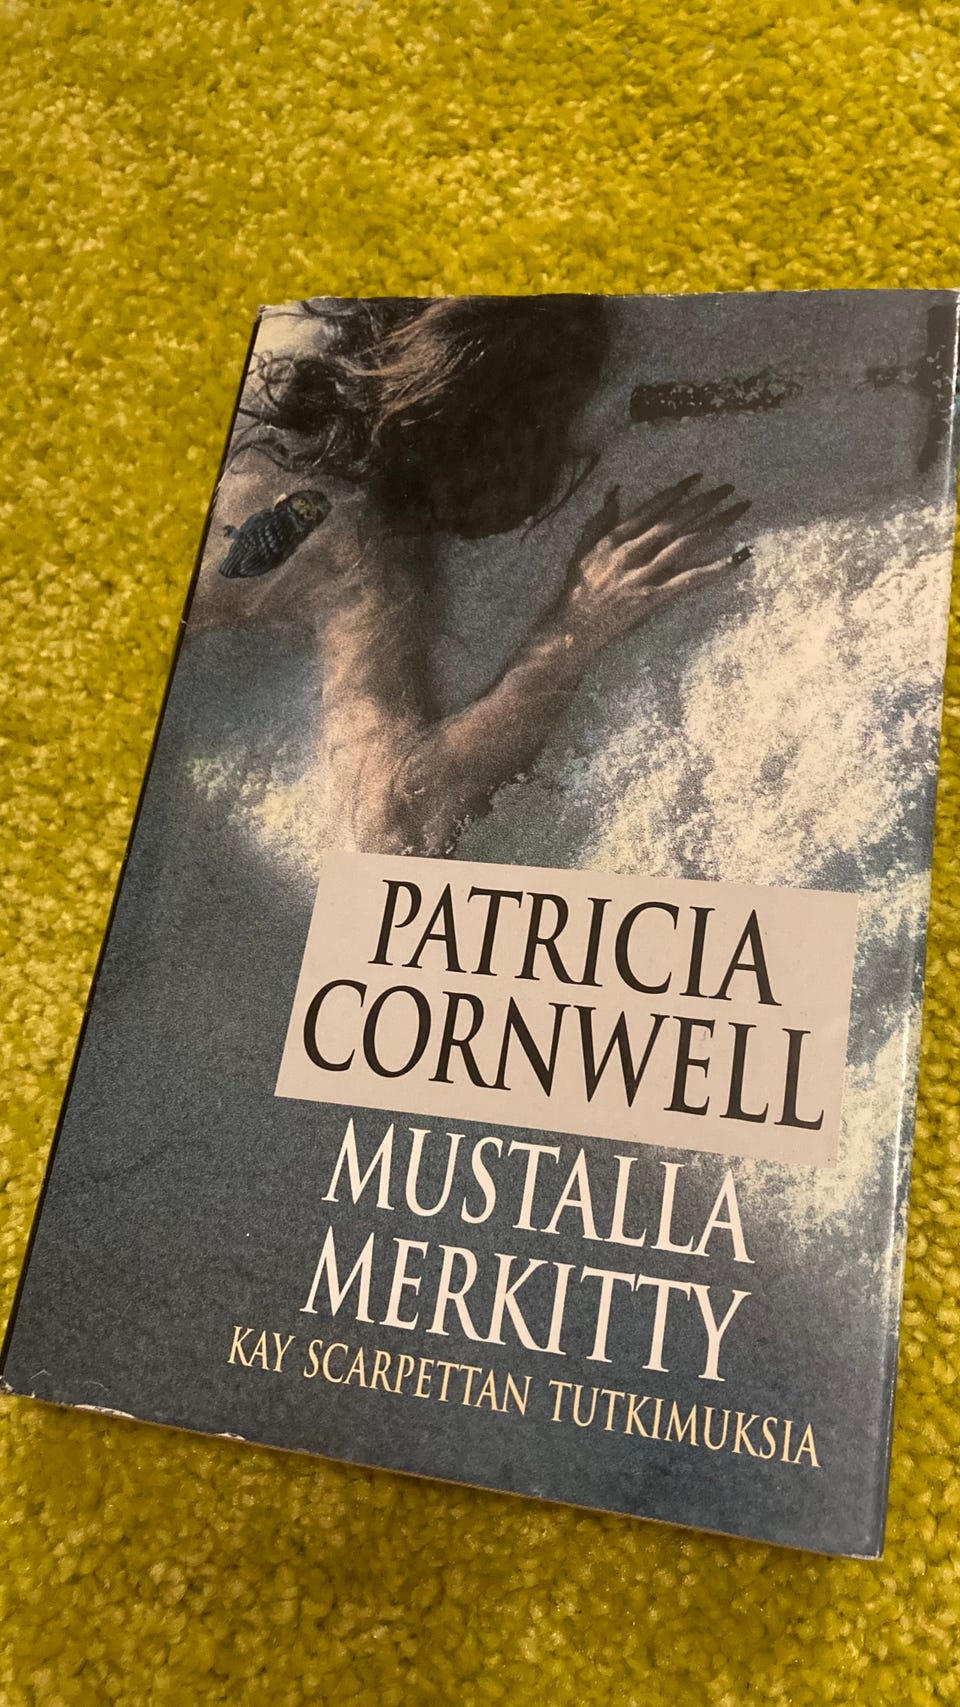 PATRICIA
CORNWELL
MUSTALLA
MERKITTY
KAY SCARPETTAN TUTKIMUKSIA